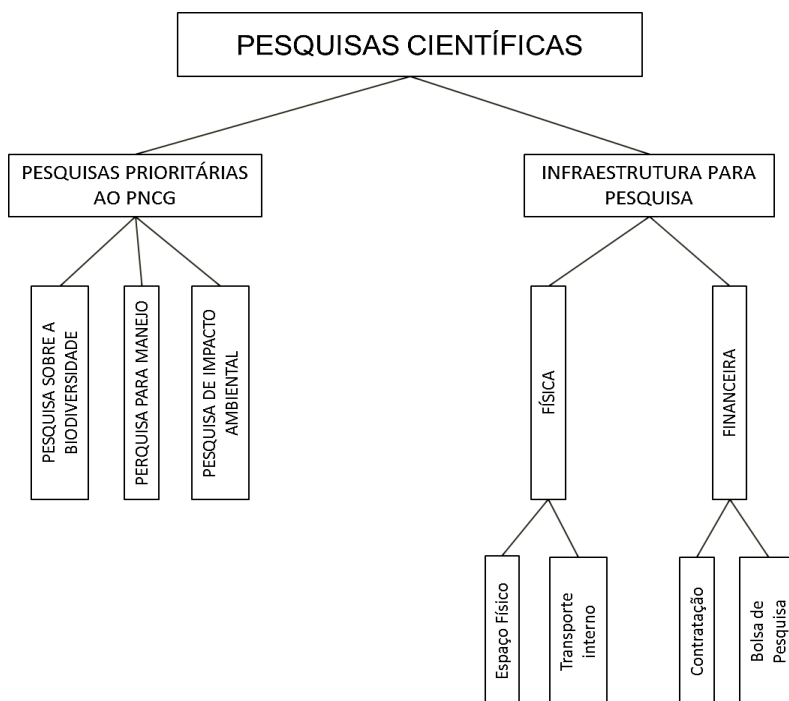 PESQUISAS CIENTÍFICAS
PESQUISAS PRIORITÁRIAS
AO PNCG
INFRAESTRUTURA PARA
PESQUISA
PESQUISA SOBRE A
BIODIVERSIDADE
PERQUISA PARA MANEJO
PESQUISA DE IMPACTO
AMBIENTAL
FÍSICA
FINANCEIRA
Espaço Físico
Transporte
interno
Contratação
Bolsa de
Pesquisa